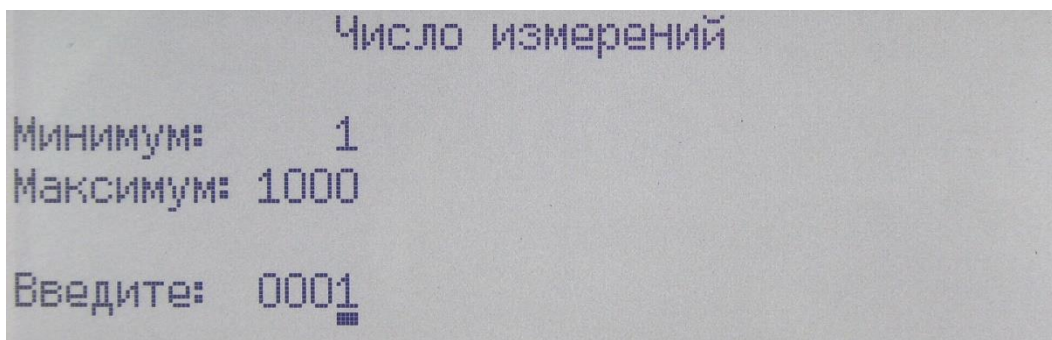 Число измерений
Минимум: 1
Максимум: 1000
Введите: 0001